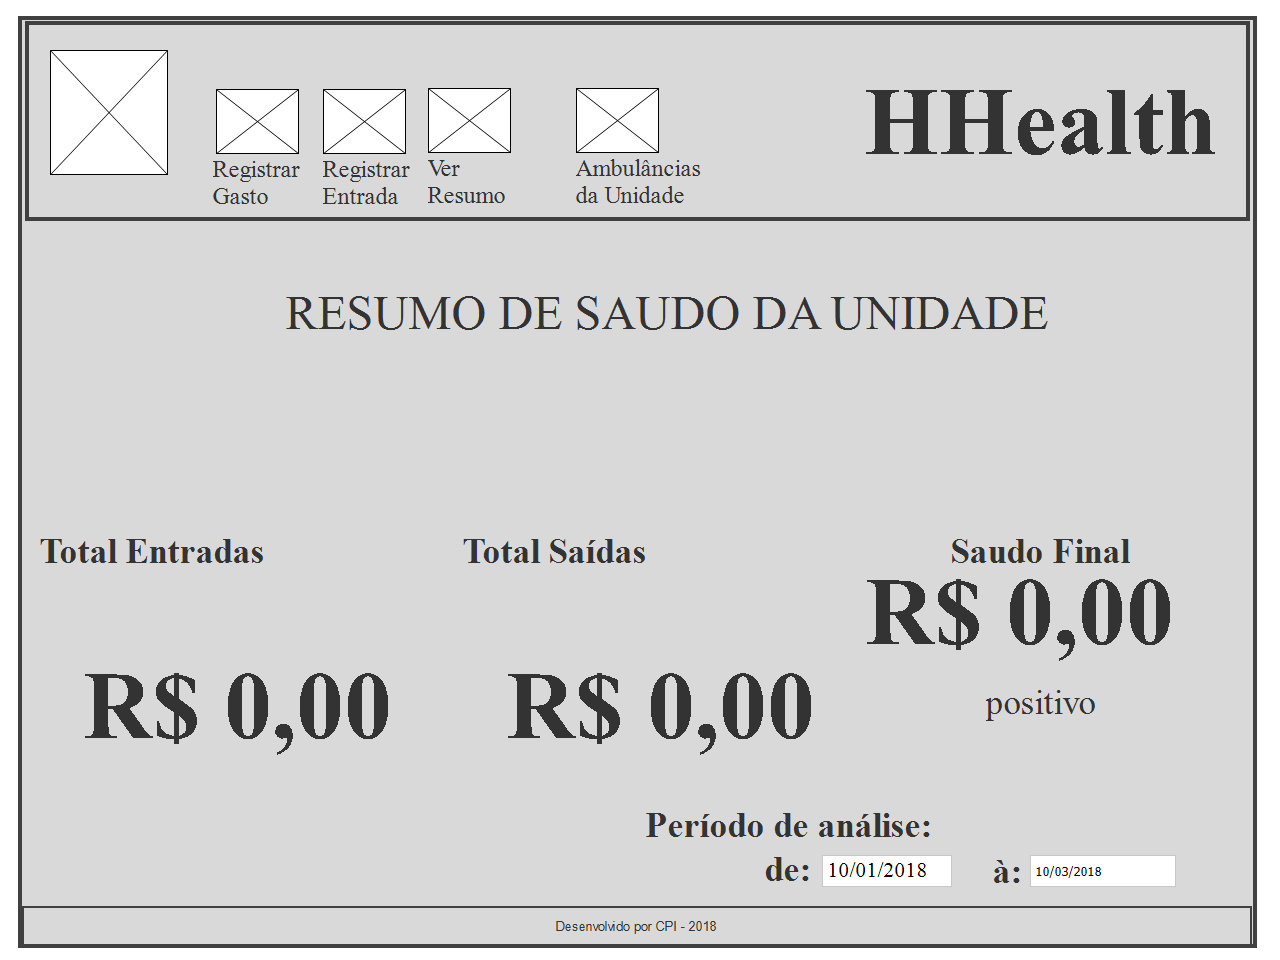 HHealth
Registrar
Gasto
Registrar
Entrada
Ver
Resumo
Ambulâncias
da Unidade
RESUMO DE SAUDO DA UNIDADE
Total Entradas
R$ 0,00
Total Saídas
R$ 0,00
Saudo Final
R$ 0,00
positivo
Período de análise:
de: 10/01/2018 à: 10/03/2018
Desenvolvido por CPI - 2018